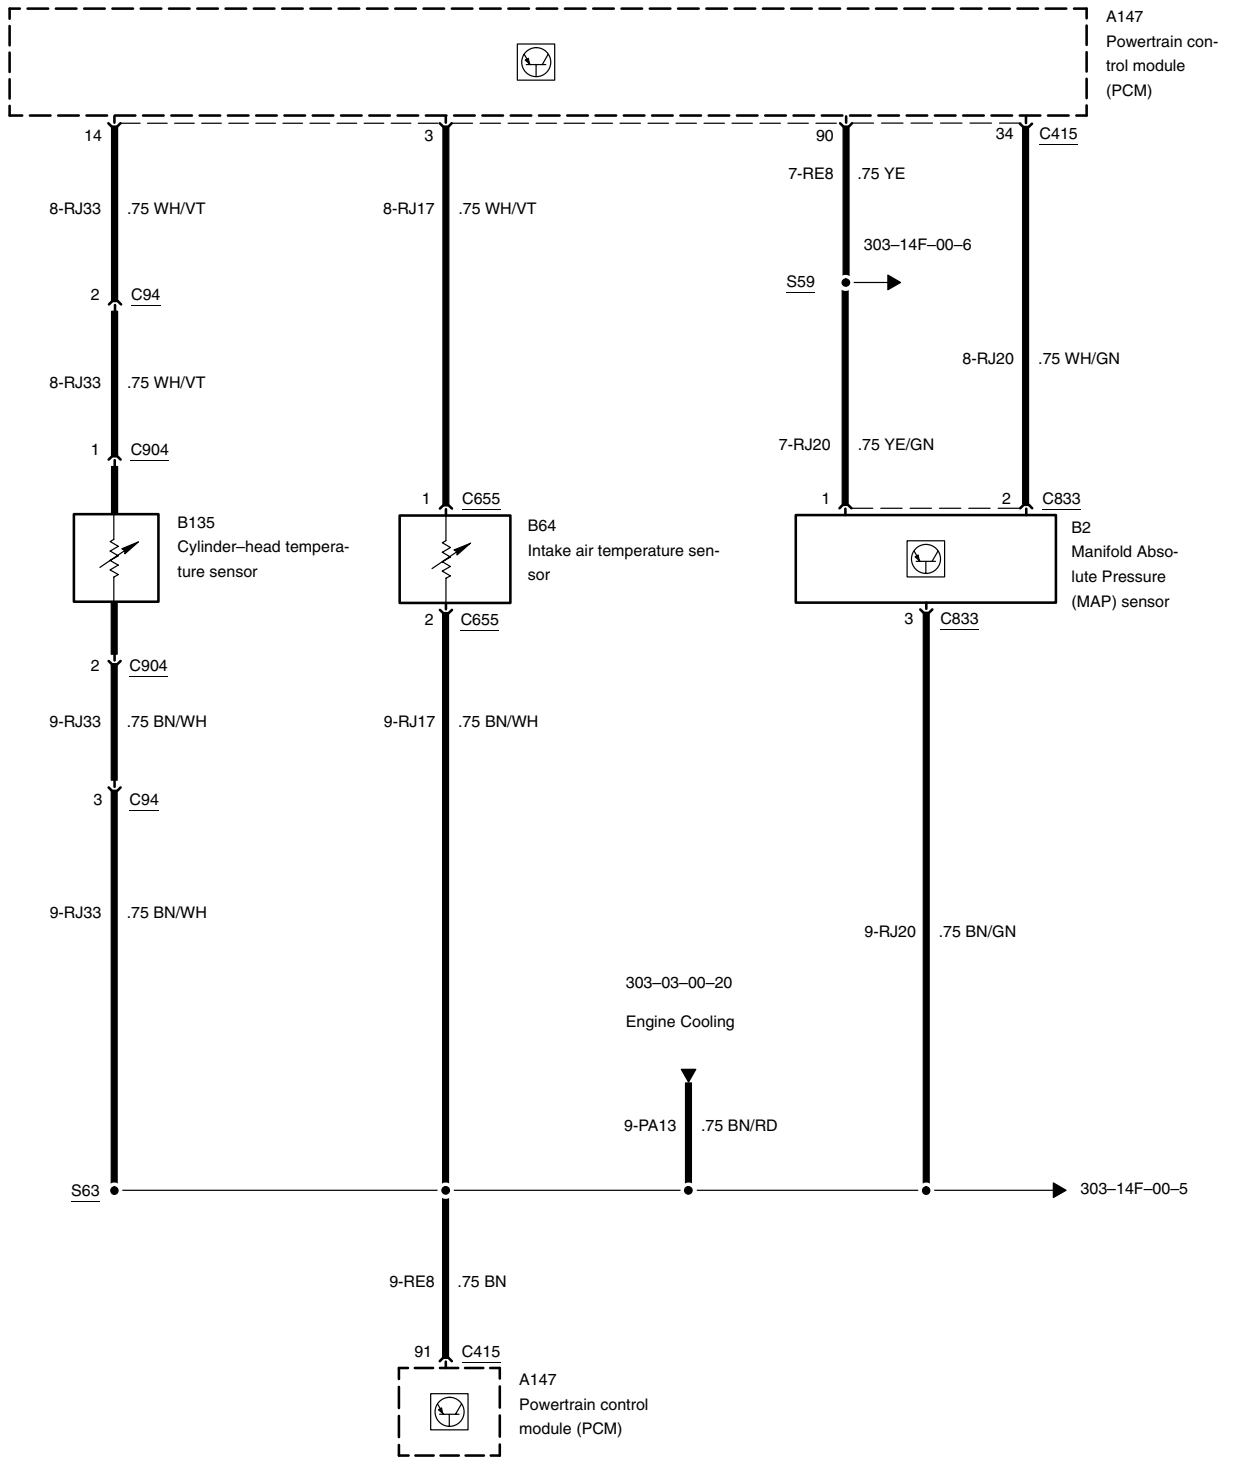 A147
Powertrain con-
trol module
(PCM)
14
3
90
34 C415
7-RE8 .75 YE
8-RJ33 .75 WH/VT
8-RJ17 .75 WH/VT
303–14F–00–6
S59
2 C94
8-RJ20 .75 WH/GN
8-RJ33 .75 WH/VT
7-RJ20 .75 YE/GN
1 C904
1 C655
1
2 C833
B135
Cylinder–head tempera-
ture sensor
B64
Intake air temperature sen-
sor
B2
Manifold Abso-
lute Pressure
(MAP) sensor
2 C655
3 C833
2 C904
9-RJ33 .75 BN/WH
9-RJ17 .75 BN/WH
3 C94
9-RJ33 .75 BN/WH
9-RJ20 .75 BN/GN
303–03–00–20
Engine Cooling
9-PA13 .75 BN/RD
S63
303–14F–00–5
9-RE8 .75 BN
91 C415
A147
Powertrain control
module (PCM)